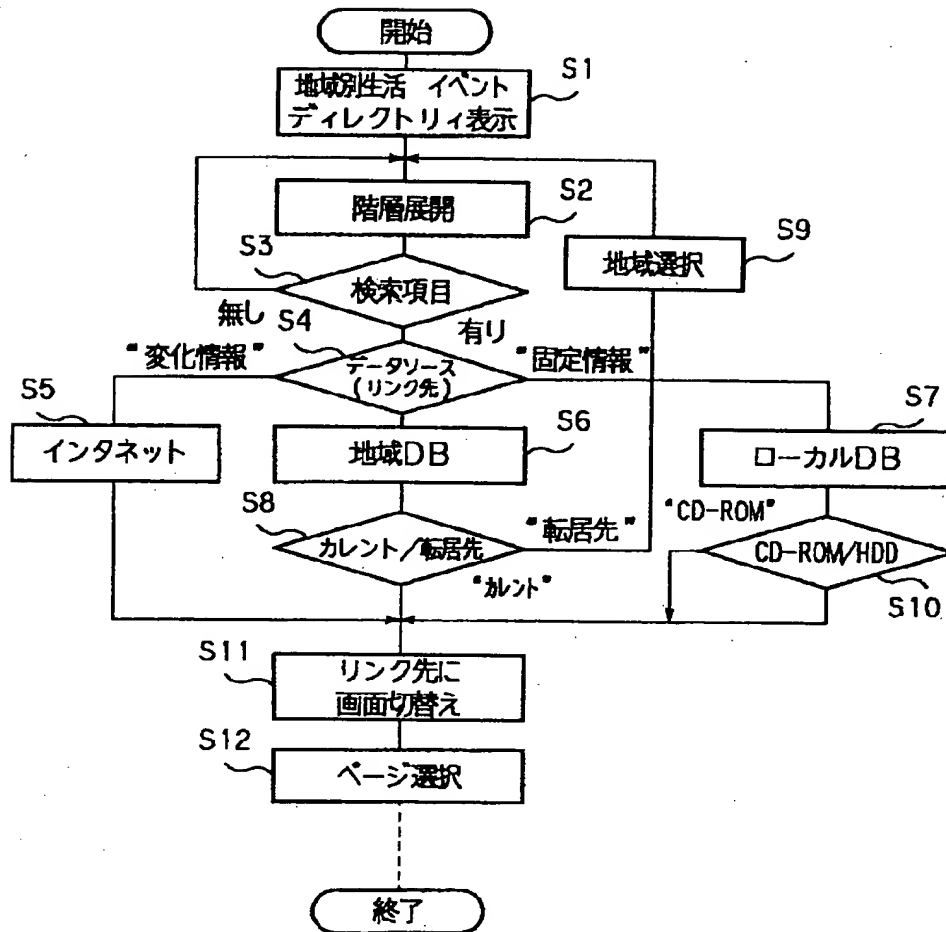 開始
S1
地域別生活 イベント
ディレクトリィ表示
S2
階層展開
S9
地域選択
S3
検索項目
無し
有り
S4
"変化情報"
データソース
(リンク先)
"固定情報"
S5
インタネット
S6
地域DB
S7
ローカルDB
S8
カレント/転居先
"転居先"
"カレント"
"CD-ROM"
CD-ROM/HDD
S10
S11
リンク先に
画面切替え
S12
ページ選択
終了